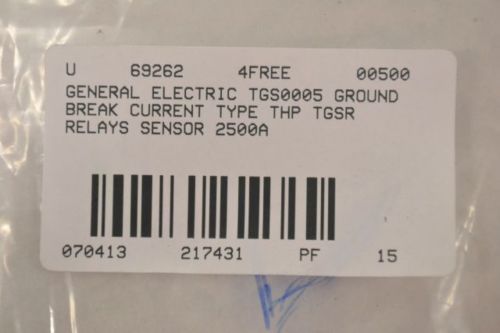 U 69262 4FREE 00500
GENERAL ELECTRIC TGS0005 GROUND
BREAK CURRENT TYPE THP TGSR
RELAYS SENSOR 2500A
070413 217431 PF 15